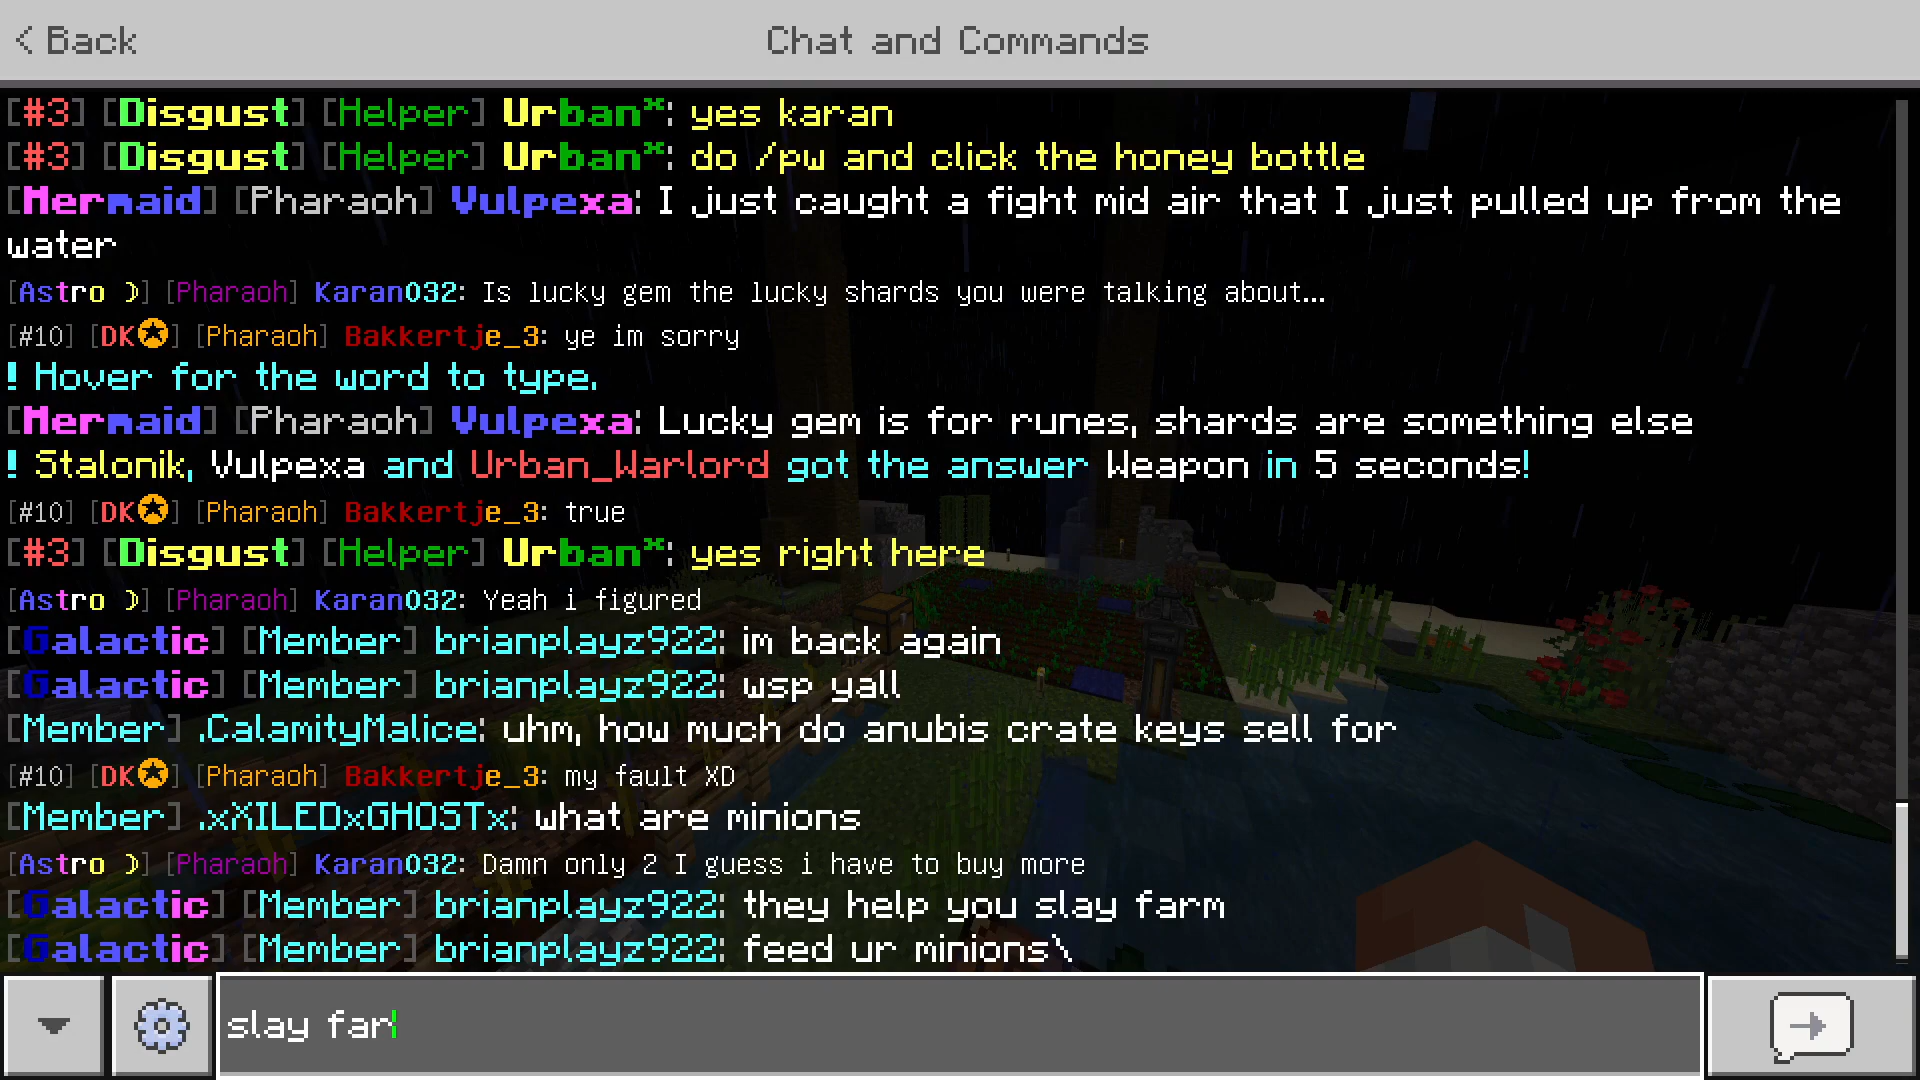 < Back
Chat and Commands
[#3] [Disgust] [Helper] Urban*: yes karan
[#3] [Disgust] [Helper] Urban*: do /pw and click the honey bottle
[Mermaid] [Pharaoh] Vulpexa: I just caught a fight mid air that I just pulled up from the
water
[Astro ☽] [Pharaoh] Karan032: Is lucky gem the lucky shards you were talking about...
[#10] [DK✪] [Pharaoh] Bakkertje_3: ye im sorry
! Hover for the word to type.
[Mermaid] [Pharaoh] Vulpexa: Lucky gem is for runes, shards are something else
! Stalonik, Vulpexa and Urban_Warlord got the answer Weapon in 5 seconds!
[#10] [DK✪] [Pharaoh] Bakkertje_3: true
[#3] [Disgust] [Helper] Urban*: yes right here
[Astro ☽] [Pharaoh] Karan032: Yeah i figured
[Galactic] [Member] brianplayz922: im back again
[Galactic] [Member] brianplayz922: wsp yall
[Member] .CalamityMalice: uhm, how much do anubis crate keys sell for
[#10] [DK✪] [Pharaoh] Bakkertje_3: my fault XD
[Member] .xXILEDxGHOSTx: what are minions
[Astro ☽] [Pharaoh] Karan032: Damn only 2 I guess i have to buy more
[Galactic] [Member] brianplayz922: they help you slay farm
[Galactic] [Member] brianplayz922: feed ur minions\
slay far